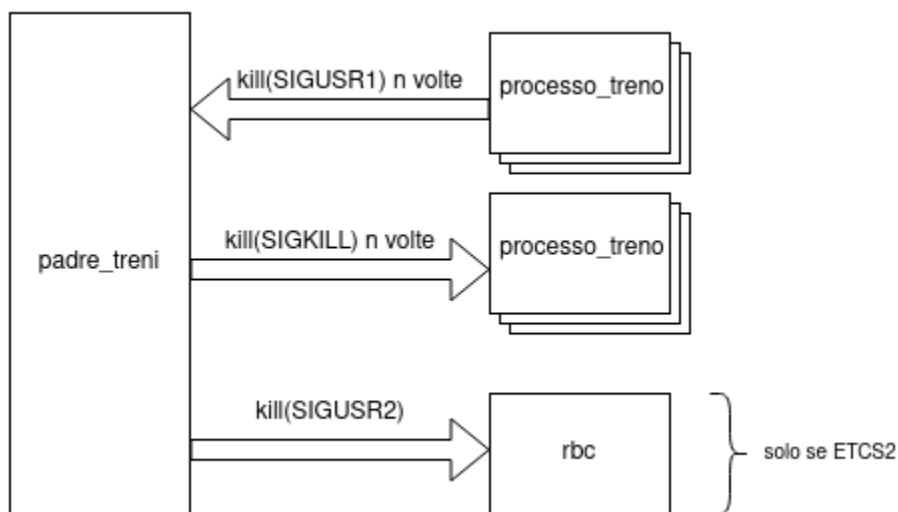 kill(SIGUSR1) n volte
processo_treno
kill(SIGKILL) n volte
processo_treno
padre_treni
kill(SIGUSR2)
rbc
solo se ETCS2